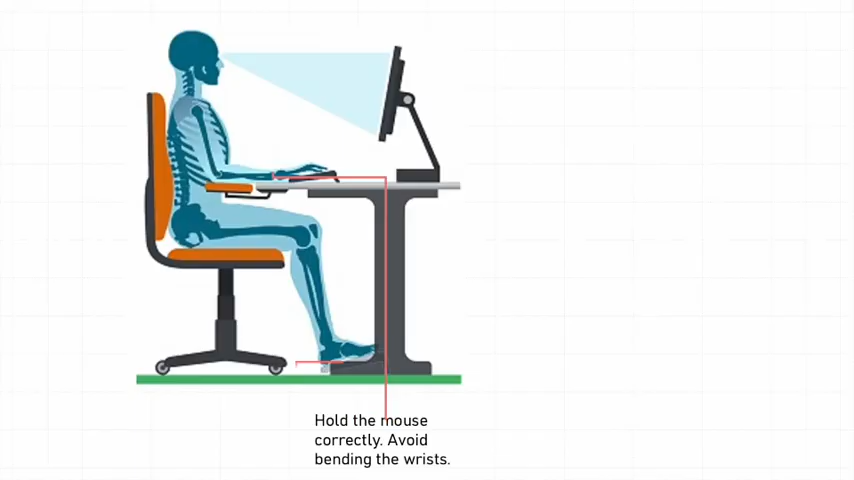 Hold the mouse
correctly. Avoid
bending the wrists.